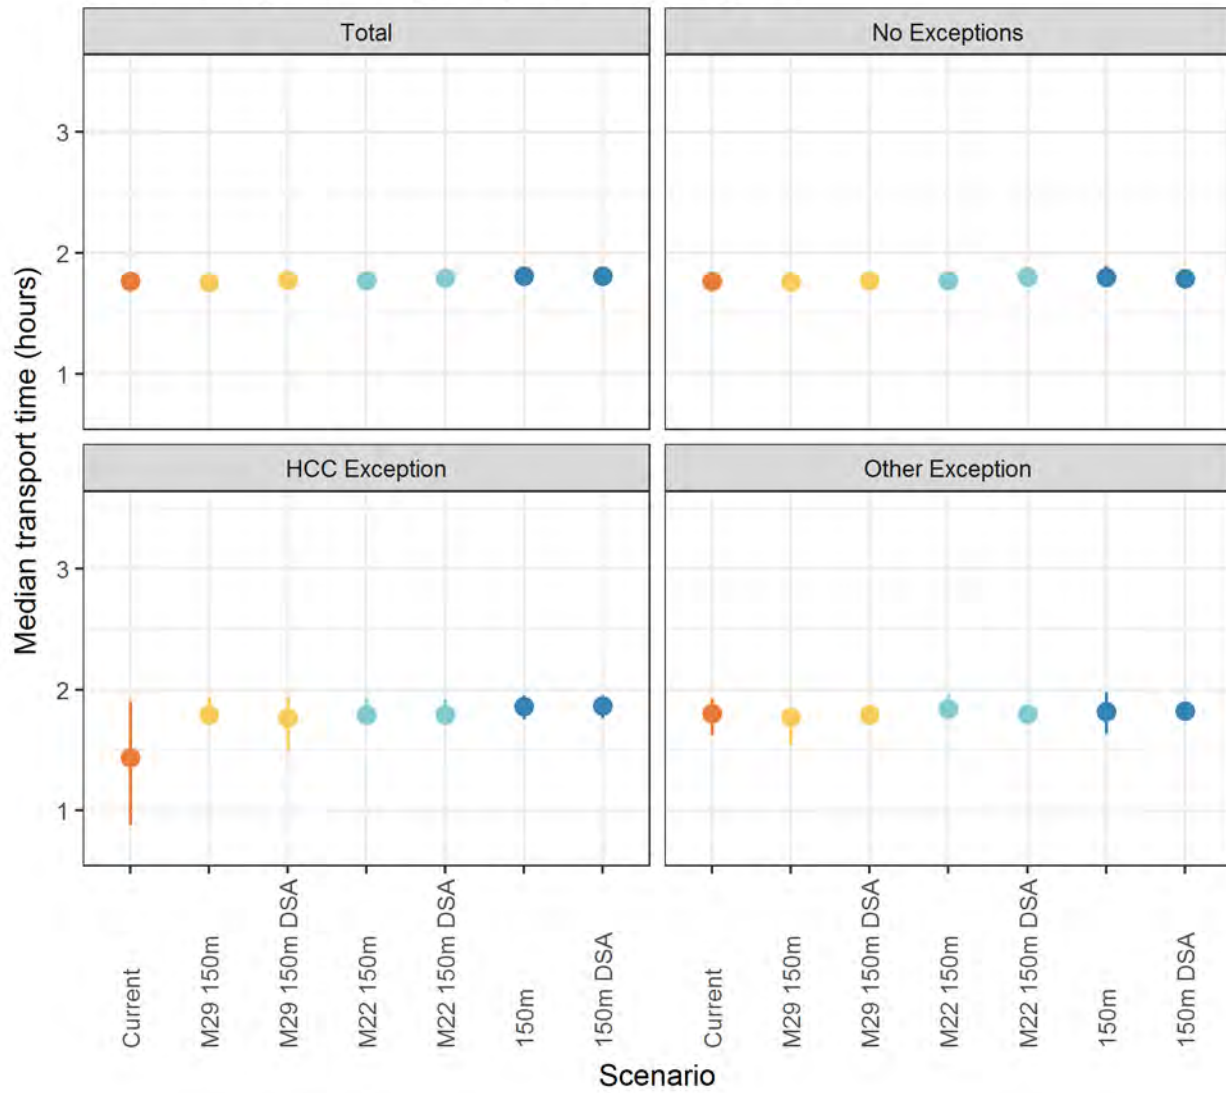 Total
No Exceptions
3
2
1
HCC Exception
Other Exception
3
2
1
Median transport time (hours)
Current
M29 150m
M29 150m DSA
M22 150m
M22 150m DSA
150m
150m DSA
Current
M29 150m
M29 150m DSA
M22 150m
M22 150m DSA
150m
150m DSA
Scenario